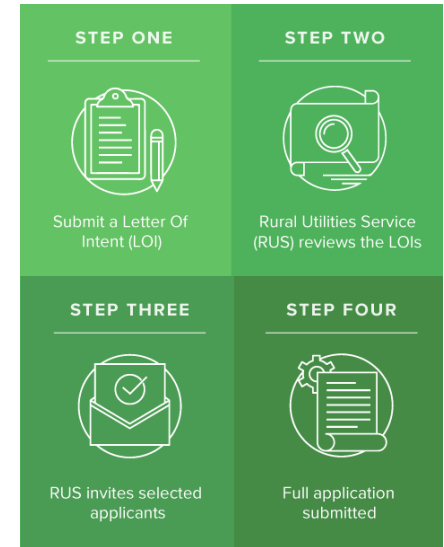 STEP ONE
Submit a Letter Of
Intent (LOI)
STEP TWO
Rural Utilities Service
(RUS) reviews the LOIs
STEP THREE
RUS invites selected
applicants
STEP FOUR
Full application
submitted